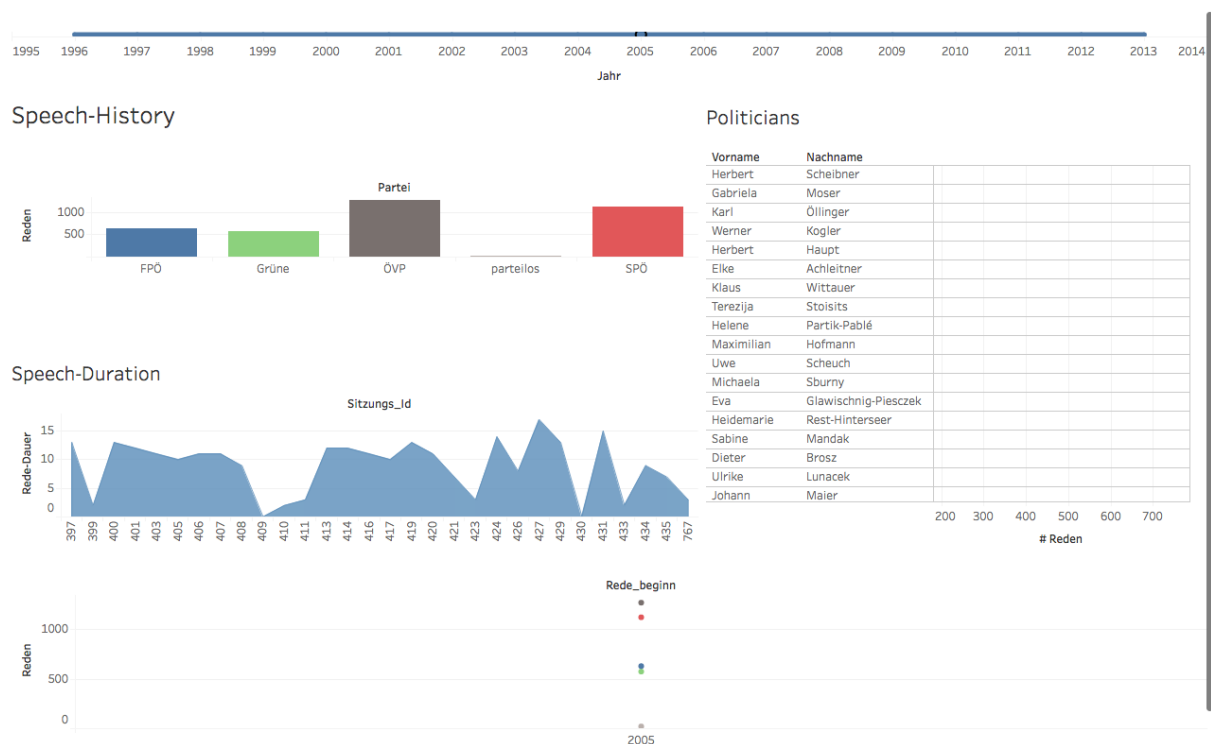 1995 1996 1997 1998 1999 2000 2001 2002 2003 2004 2005 2006 2007 2008 2009 2010 2011 2012 2013 2014
Jahr
Speech-History
Partei
Reden
1000
500
FPÖ Grüne ÖVP parteilos SPÖ
Speech-Duration
Sitzungs_Id
Rede-Dauer
15
10
5
0
397 399 400 401 403 405 406 407 408 409 410 411 413 414 416 417 419 420 421 423 424 426 427 429 430 431 433 434 435 767
Politicians
Vorname Nachname
Herbert Scheibner
Gabriela Moser
Karl Öllinger
Werner Kogler
Herbert Haupt
Elke Achleitner
Klaus Wittauer
Terezija Stoisits
Helene Partik-Pablé
Maximilian Hofmann
Uwe Scheuch
Michaela Sburny
Eva Glawischnig-Piesczek
Heidemarie Rest-Hinterseer
Sabine Mandak
Dieter Brosz
Ulrike Lunacek
Johann Maier
200 300 400 500 600 700
# Reden
Rede_beginn
Reden
1000
500
0
2005